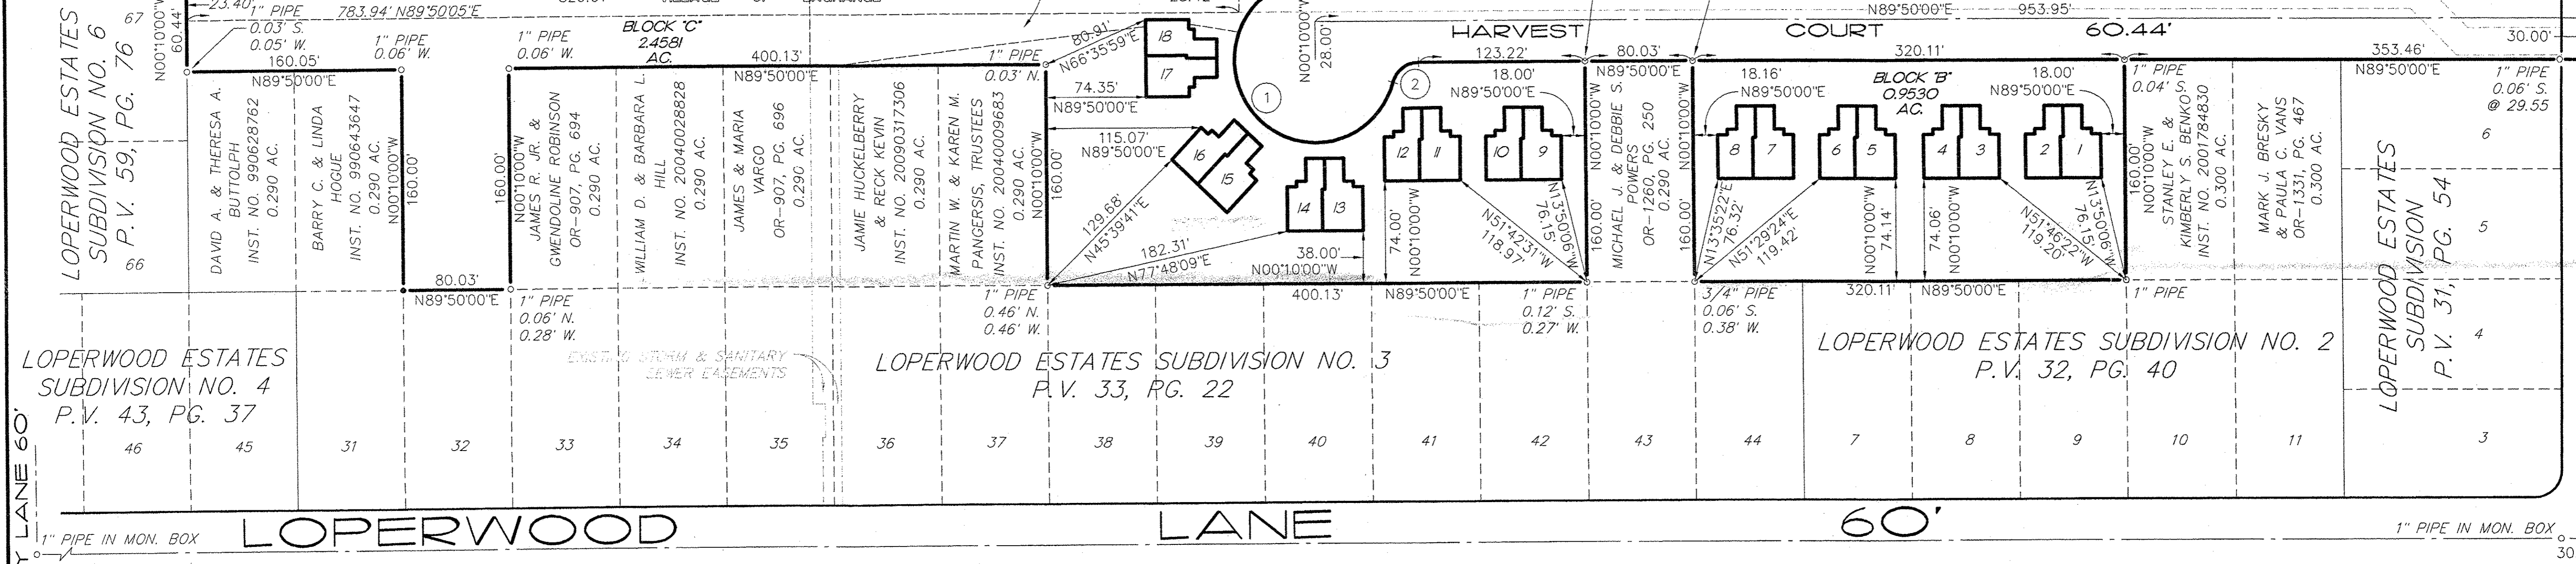 LOPERWOOD ESTATES
SUBDIVISION NO. 6
P.V. 59, PG. 76
67
66
23.40'
1" PIPE
783.94' N89°50'05"E
N00°10'00"W
60.44'
0.03' S.
0.05' W.
160.05'
N89°50'00"E
1" PIPE
0.06' W.
1" PIPE
0.06' W.
BLOCK "C"
2.4581
AC.
400.13'
N89°50'00"E
1" PIPE
0.03' N.
80.91'
N66°35'59"E
18
17
74.35'
N89°50'00"E
115.07'
N89°50'00"E
1
N00°10'00"W
28.00'
2
HARVEST
COURT
60.44'
N89°50'00"E
953.95'
30.00'
123.22'
80.03'
N89°50'00"E
320.11'
353.46'
N89°50'00"E
18.00'
N89°50'00"E
18.16'
N89°50'00"E
BLOCK "B"
0.9530
AC.
18.00'
N89°50'00"E
1" PIPE
0.04' S.
1" PIPE
0.06' S.
@ 29.55
DAVID A. & THERESA A.
BUTTOLPH
INST. NO. 990628762
0.290 AC.
BARRY C. & LINDA
HOGUE
INST. NO. 990643647
0.290 AC.
N00°10'00"W
160.00'
160.00'
N00°10'00"W
JAMES R. JR. &
GWENDOLINE ROBINSON
OR-907, PG. 694
0.290 AC.
WILLIAM D. & BARBARA L.
HILL
INST. NO. 20040028828
0.290 AC.
JAMES & MARIA
VARGO
OR-907, PG. 696
0.290 AC.
JAMIE HUCKELBERRY
& RECK KEVIN
INST. NO. 200900317306
0.290 AC.
MARTIN W. & KAREN M.
PANGERSIS, TRUSTEES
INST. NO. 20040009683
0.290 AC.
N00°10'00"W
160.00'
16
15
14
13
12
11
10
9
129.68'
N45°39'41"E
182.31'
N77°48'09"E
38.00'
N00°10'00"W
74.00'
N00°10'00"W
N51°42'31"W
118.97'
N13°50'06"W
76.15'
N00°10'00"W
160.00'
MICHAEL J. & DEBBIE S.
POWERS
OR-1260, PG. 250
0.290 AC.
N00°10'00"W
160.00'
8
7
6
5
4
3
2
1
N13°35'22"E
76.32'
N51°29'24"E
119.42'
N00°10'00"W
74.14'
74.06'
N00°10'00"W
N51°46'22"W
119.20'
N13°50'06"W
76.15'
160.00'
N00°10'00"W
STANLEY E. &
KIMBERLY S. BENKO
INST. NO. 20017784830
0.300 AC.
MARK J. BRESKY
& PAULA C. VANS
OR-1331, PG. 467
0.300 AC.
LOPERWOOD ESTATES
SUBDIVISION
P.V. 31, PG. 54
6
5
4
3
80.03'
N89°50'00"E
1" PIPE
0.06' N.
0.28' W.
1" PIPE
0.46' N.
0.46' W.
400.13'
N89°50'00"E
1" PIPE
0.12' S.
0.27' W.
3/4" PIPE
0.06' S.
0.38' W.
320.11'
N89°50'00"E
1" PIPE
LOPERWOOD ESTATES
SUBDIVISION NO. 4
P.V. 43, PG. 37
EXISTING STORM & SANITARY
SEWER EASEMENTS
LOPERWOOD ESTATES SUBDIVISION NO. 3
P.V. 33, PG. 22
LOPERWOOD ESTATES SUBDIVISION NO. 2
P.V. 32, PG. 40
46
45
31
32
33
34
35
36
37
38
39
40
41
42
43
44
7
8
9
10
11
Y LANE 60'
1" PIPE IN MON. BOX
LOPERWOOD
LANE
60'
1" PIPE IN MON. BOX
30